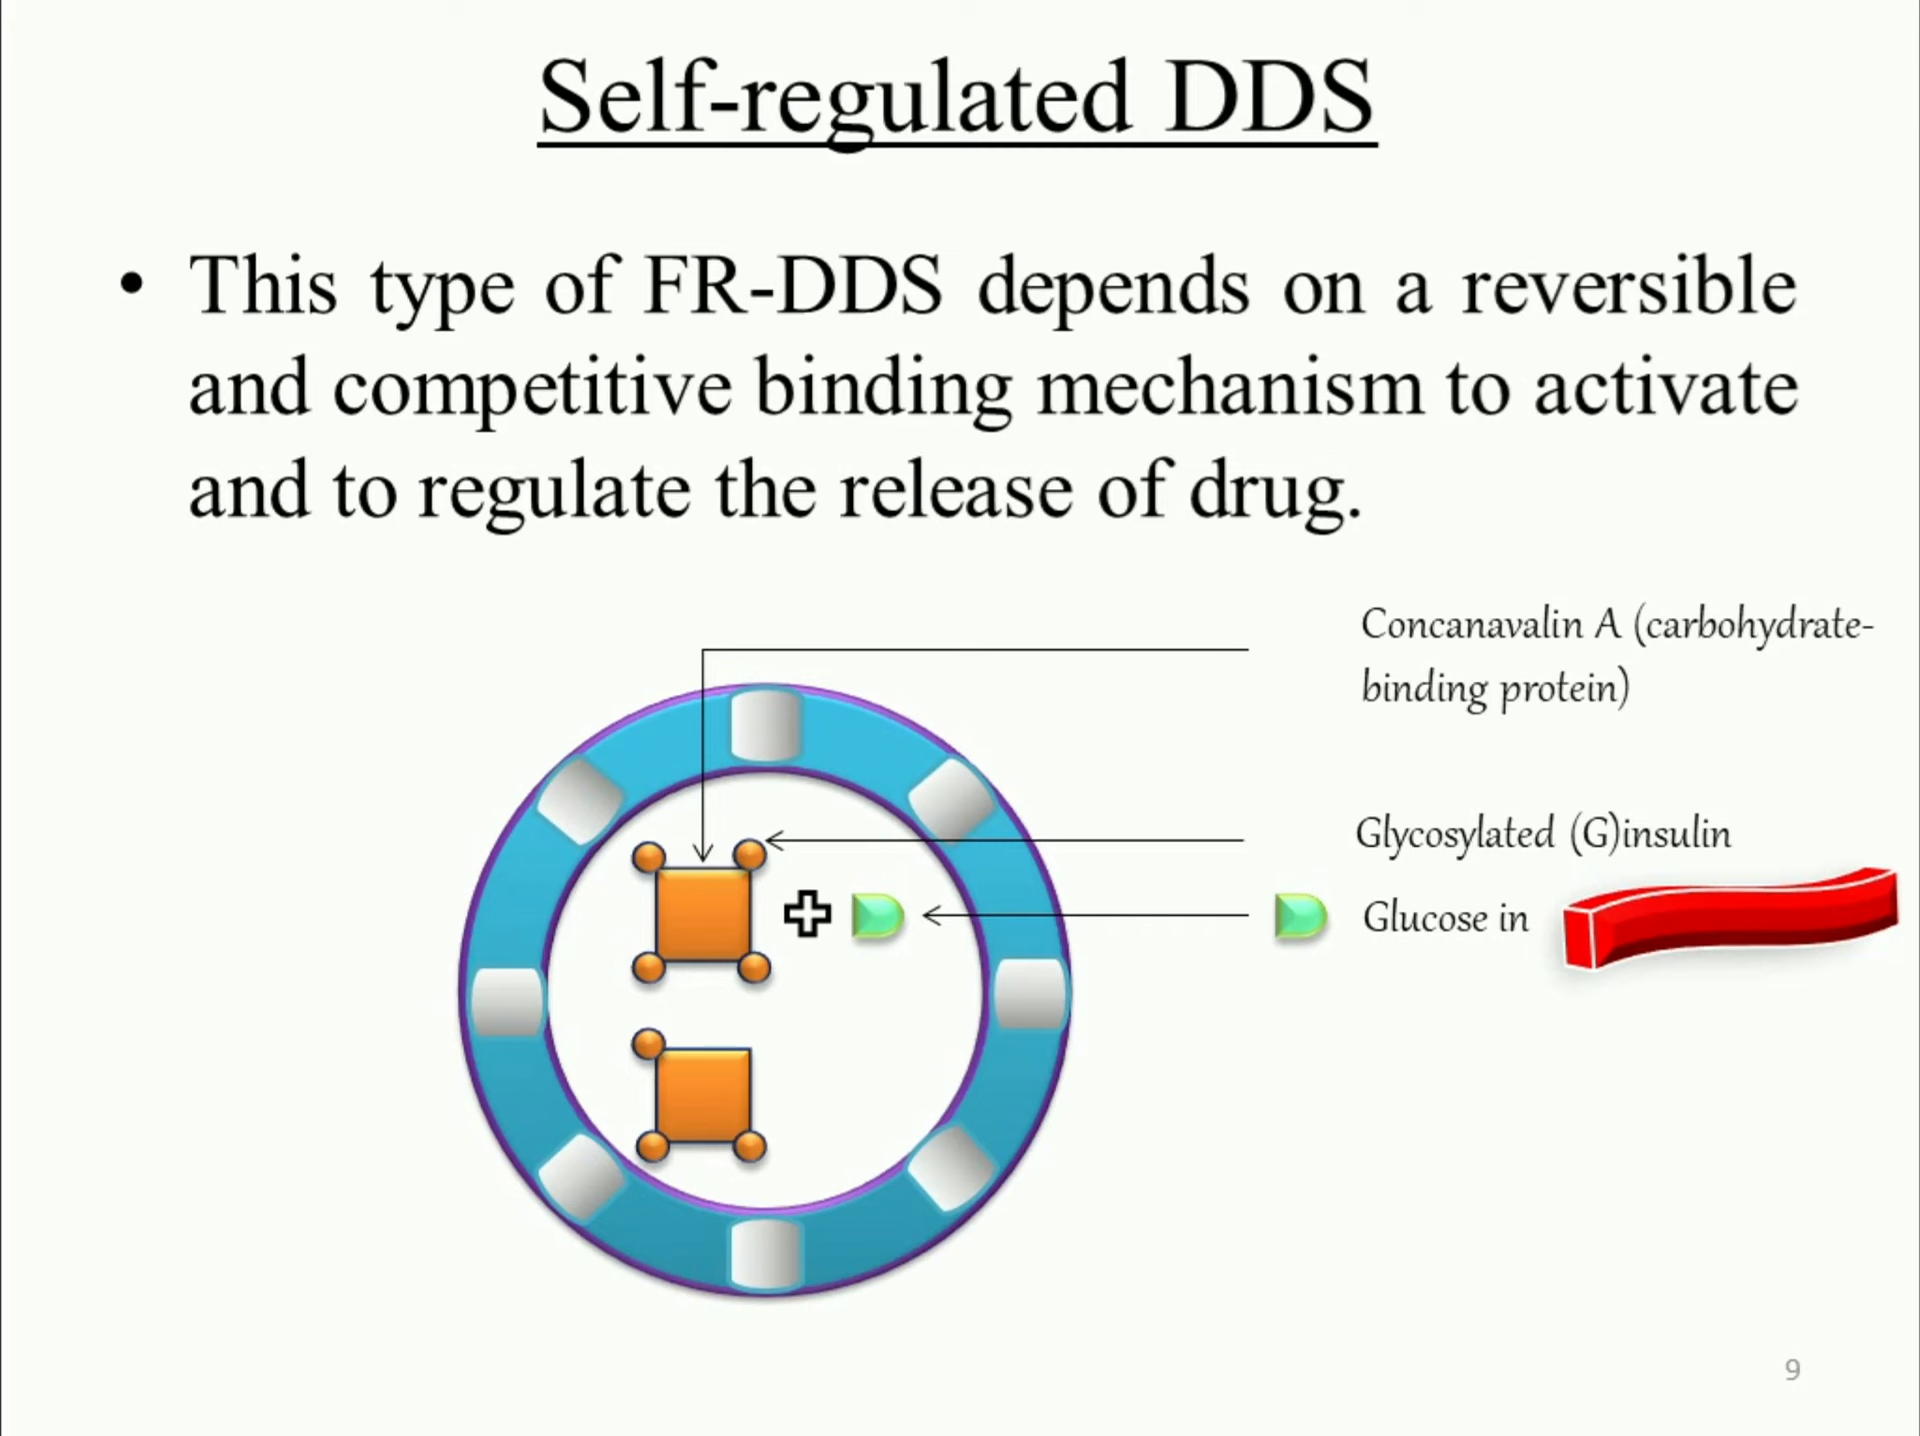 Self-regulated DDS
• This type of FR-DDS depends on a reversible
and competitive binding mechanism to activate
and to regulate the release of drug.
Concanavalin A (carbohydrate-
binding protein)
Glycosylated (G)insulin
Glucose in
9